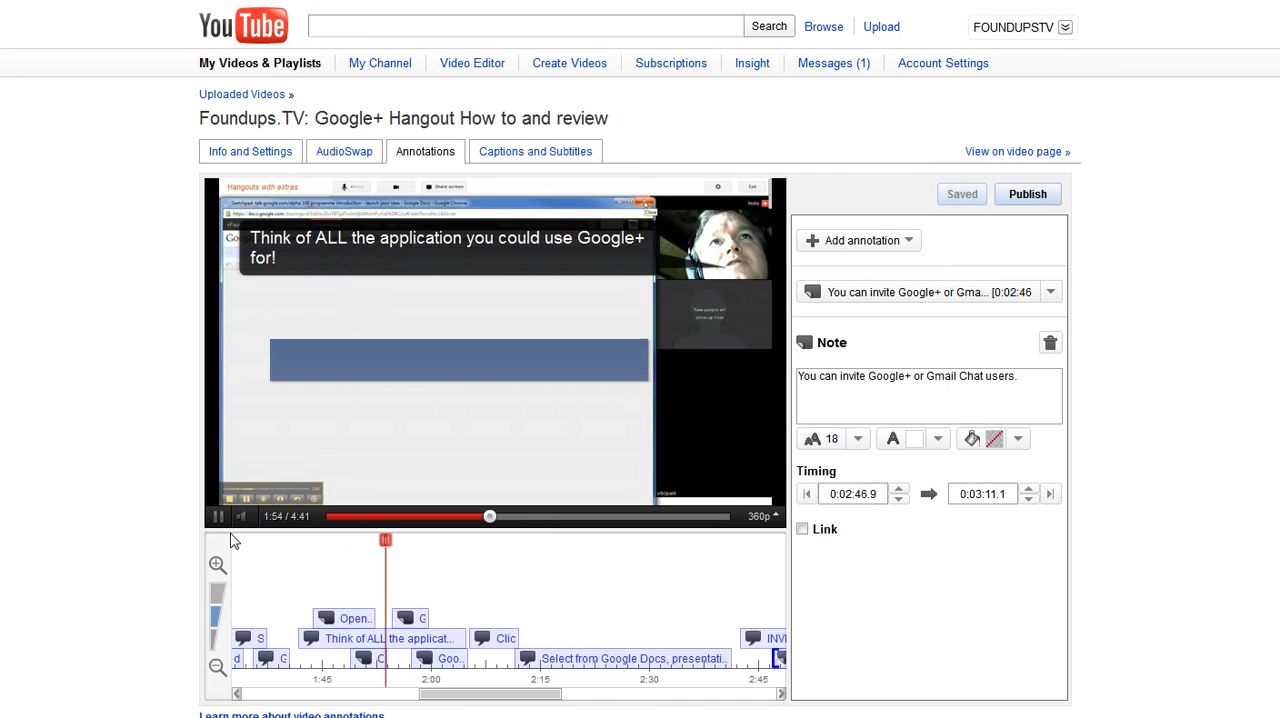 YouTube
Search
Browse
Upload
FOUNDUPSTV
My Videos & Playlists
My Channel
Video Editor
Create Videos
Subscriptions
Insight
Messages (1)
Account Settings
Uploaded Videos »
Foundups.TV: Google+ Hangout How to and review
Info and Settings
AudioSwap
Annotations
Captions and Subtitles
View on video page »
Hangouts with extras
Share screen
Exit
Invite
Close
Think of ALL the application you could use Google+
for!
1:54 / 4:41
360p
Saved
Publish
Add annotation
You can invite Google+ or Gma... [0:02:46
Note
You can invite Google+ or Gmail Chat users.
18
A
Timing
0:02:46.9
0:03:11.1
Link
Open..
G
S
Think of ALL the applicat...
Clic
INVI
d
G
C
Goo..
Select from Google Docs, presentati..
1:45
2:00
2:15
2:30
2:45
Learn more about video annotations